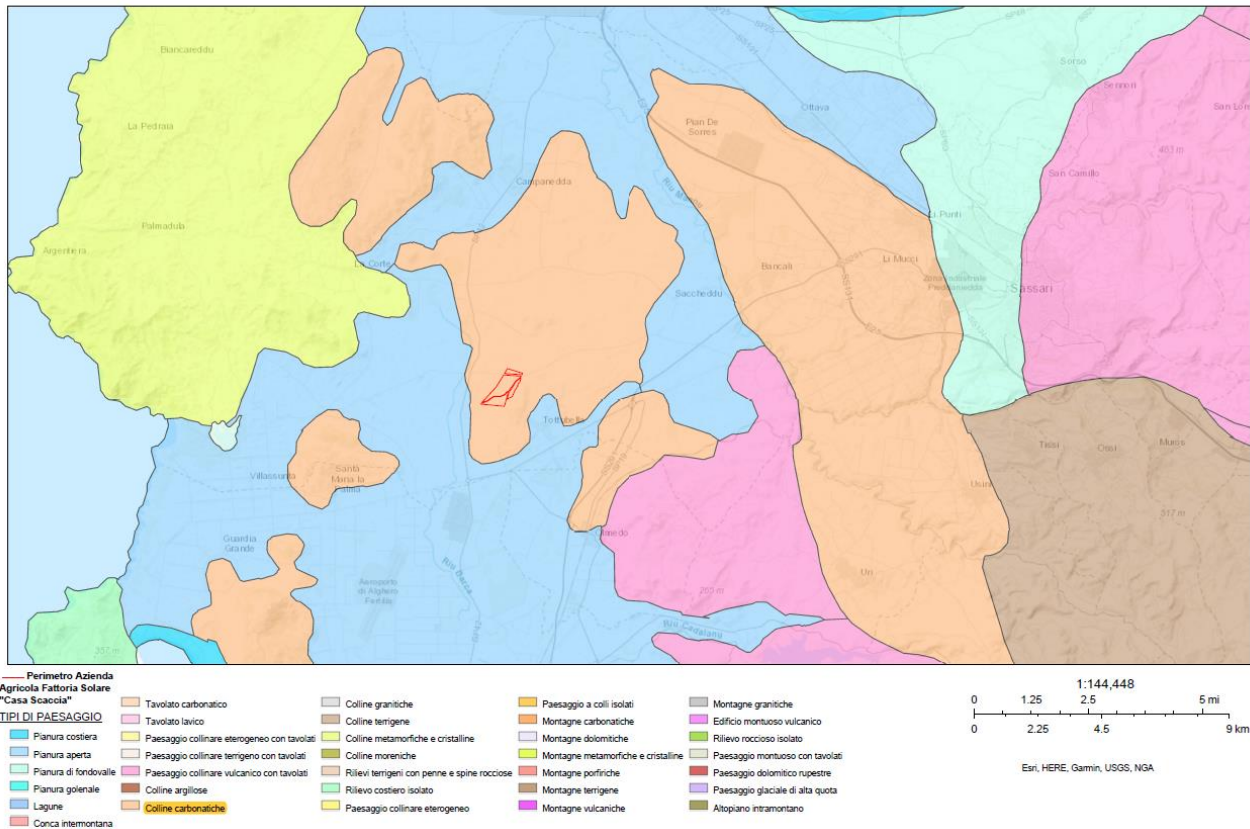 Biancareddu
La Pedraia
Palmadula
Argentiera
La Corte
Campanedda
Pian De
Sorres
Ottava
Sorso
Sennori
483 m
San Camillo
Li Punti
Bancali
Li Mucci
Saccheddu
Sassari
Tottubella
Villassunta
Santa
Maria la
Palma
Guardia
Grande
Aeroporto
di Alghero
Fertilia
Olmedo
Uri
Usini
Tissi
Ossi
Muros
517 m
357 m
Perimetro Azienda
Agricola Fattoria Solare
"Casa Scaccia"
TIPI DI PAESAGGIO
Pianura costiera
Pianura aperta
Pianura di fondovalle
Pianura golenale
Lagune
Conca intermontana
Tavolato carbonatico
Tavolato lavico
Paesaggio collinare eterogeneo con tavolati
Paesaggio collinare terrigeno con tavolati
Paesaggio collinare vulcanico con tavolati
Colline argillose
Colline carbonatiche
Colline granitiche
Colline terrigene
Colline metamorfiche e cristalline
Colline moreniche
Rilievi terrigeni con penne e spine rocciose
Rilievo costiero isolato
Paesaggio collinare eterogeneo
Paesaggio a colli isolati
Montagne carbonatiche
Montagne dolomitiche
Montagne metamorfiche e cristalline
Montagne porfiriche
Montagne terrigene
Montagne vulcaniche
Montagne granitiche
Edificio montuoso vulcanico
Rilievo roccioso isolato
Paesaggio montuoso con tavolati
Paesaggio dolomitico rupestre
Paesaggio glaciale di alta quota
Altopiano intramontano
1:144,448
0 1.25 2.5 5 mi
0 2.25 4.5 9 km
Esri, HERE, Garmin, USGS, NGA